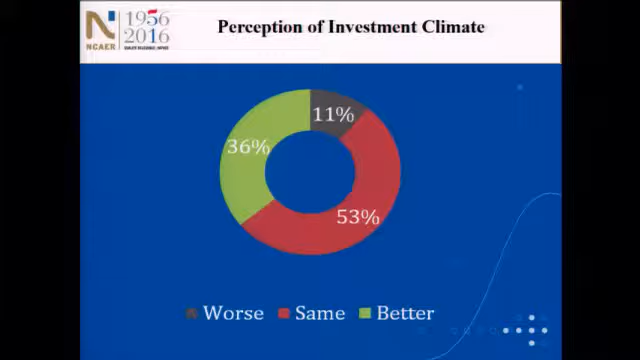 1956
2016
NCAER
Perception of Investment Climate
11%
36%
53%
Worse Same Better